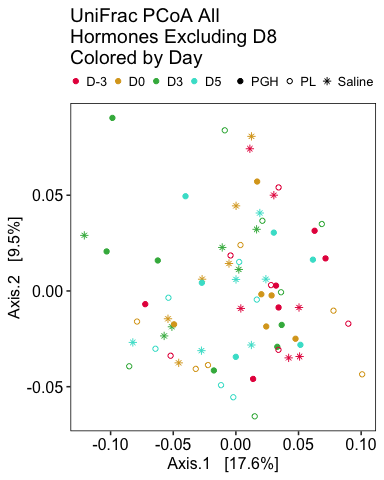 UniFrac PCoA All
Hormones Excluding D8
Colored by Day
D-3 D0 D3 D5 PGH PL Saline
0.05
0.00
-0.05
Axis.2 [9.5%]
-0.10 -0.05 0.00 0.05 0.10
Axis.1 [17.6%]